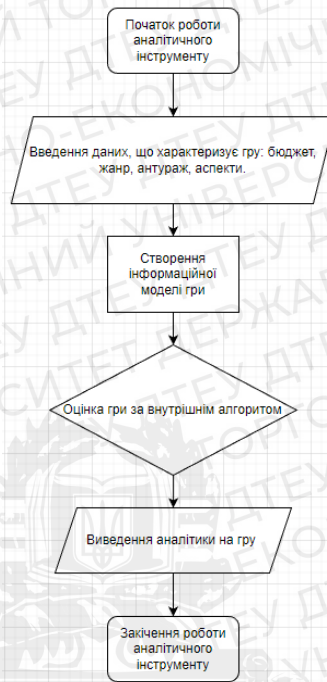 Початок роботи
аналітичного
інструменту
Введення даних, що характеризує гру: бюджет,
жанр, антураж, аспекти.
Створення
інформаційної
моделі гри
Оцінка гри за внутрішнім алгоритом
Виведення аналітики на гру
Закічення роботи
аналітичного
інструменту